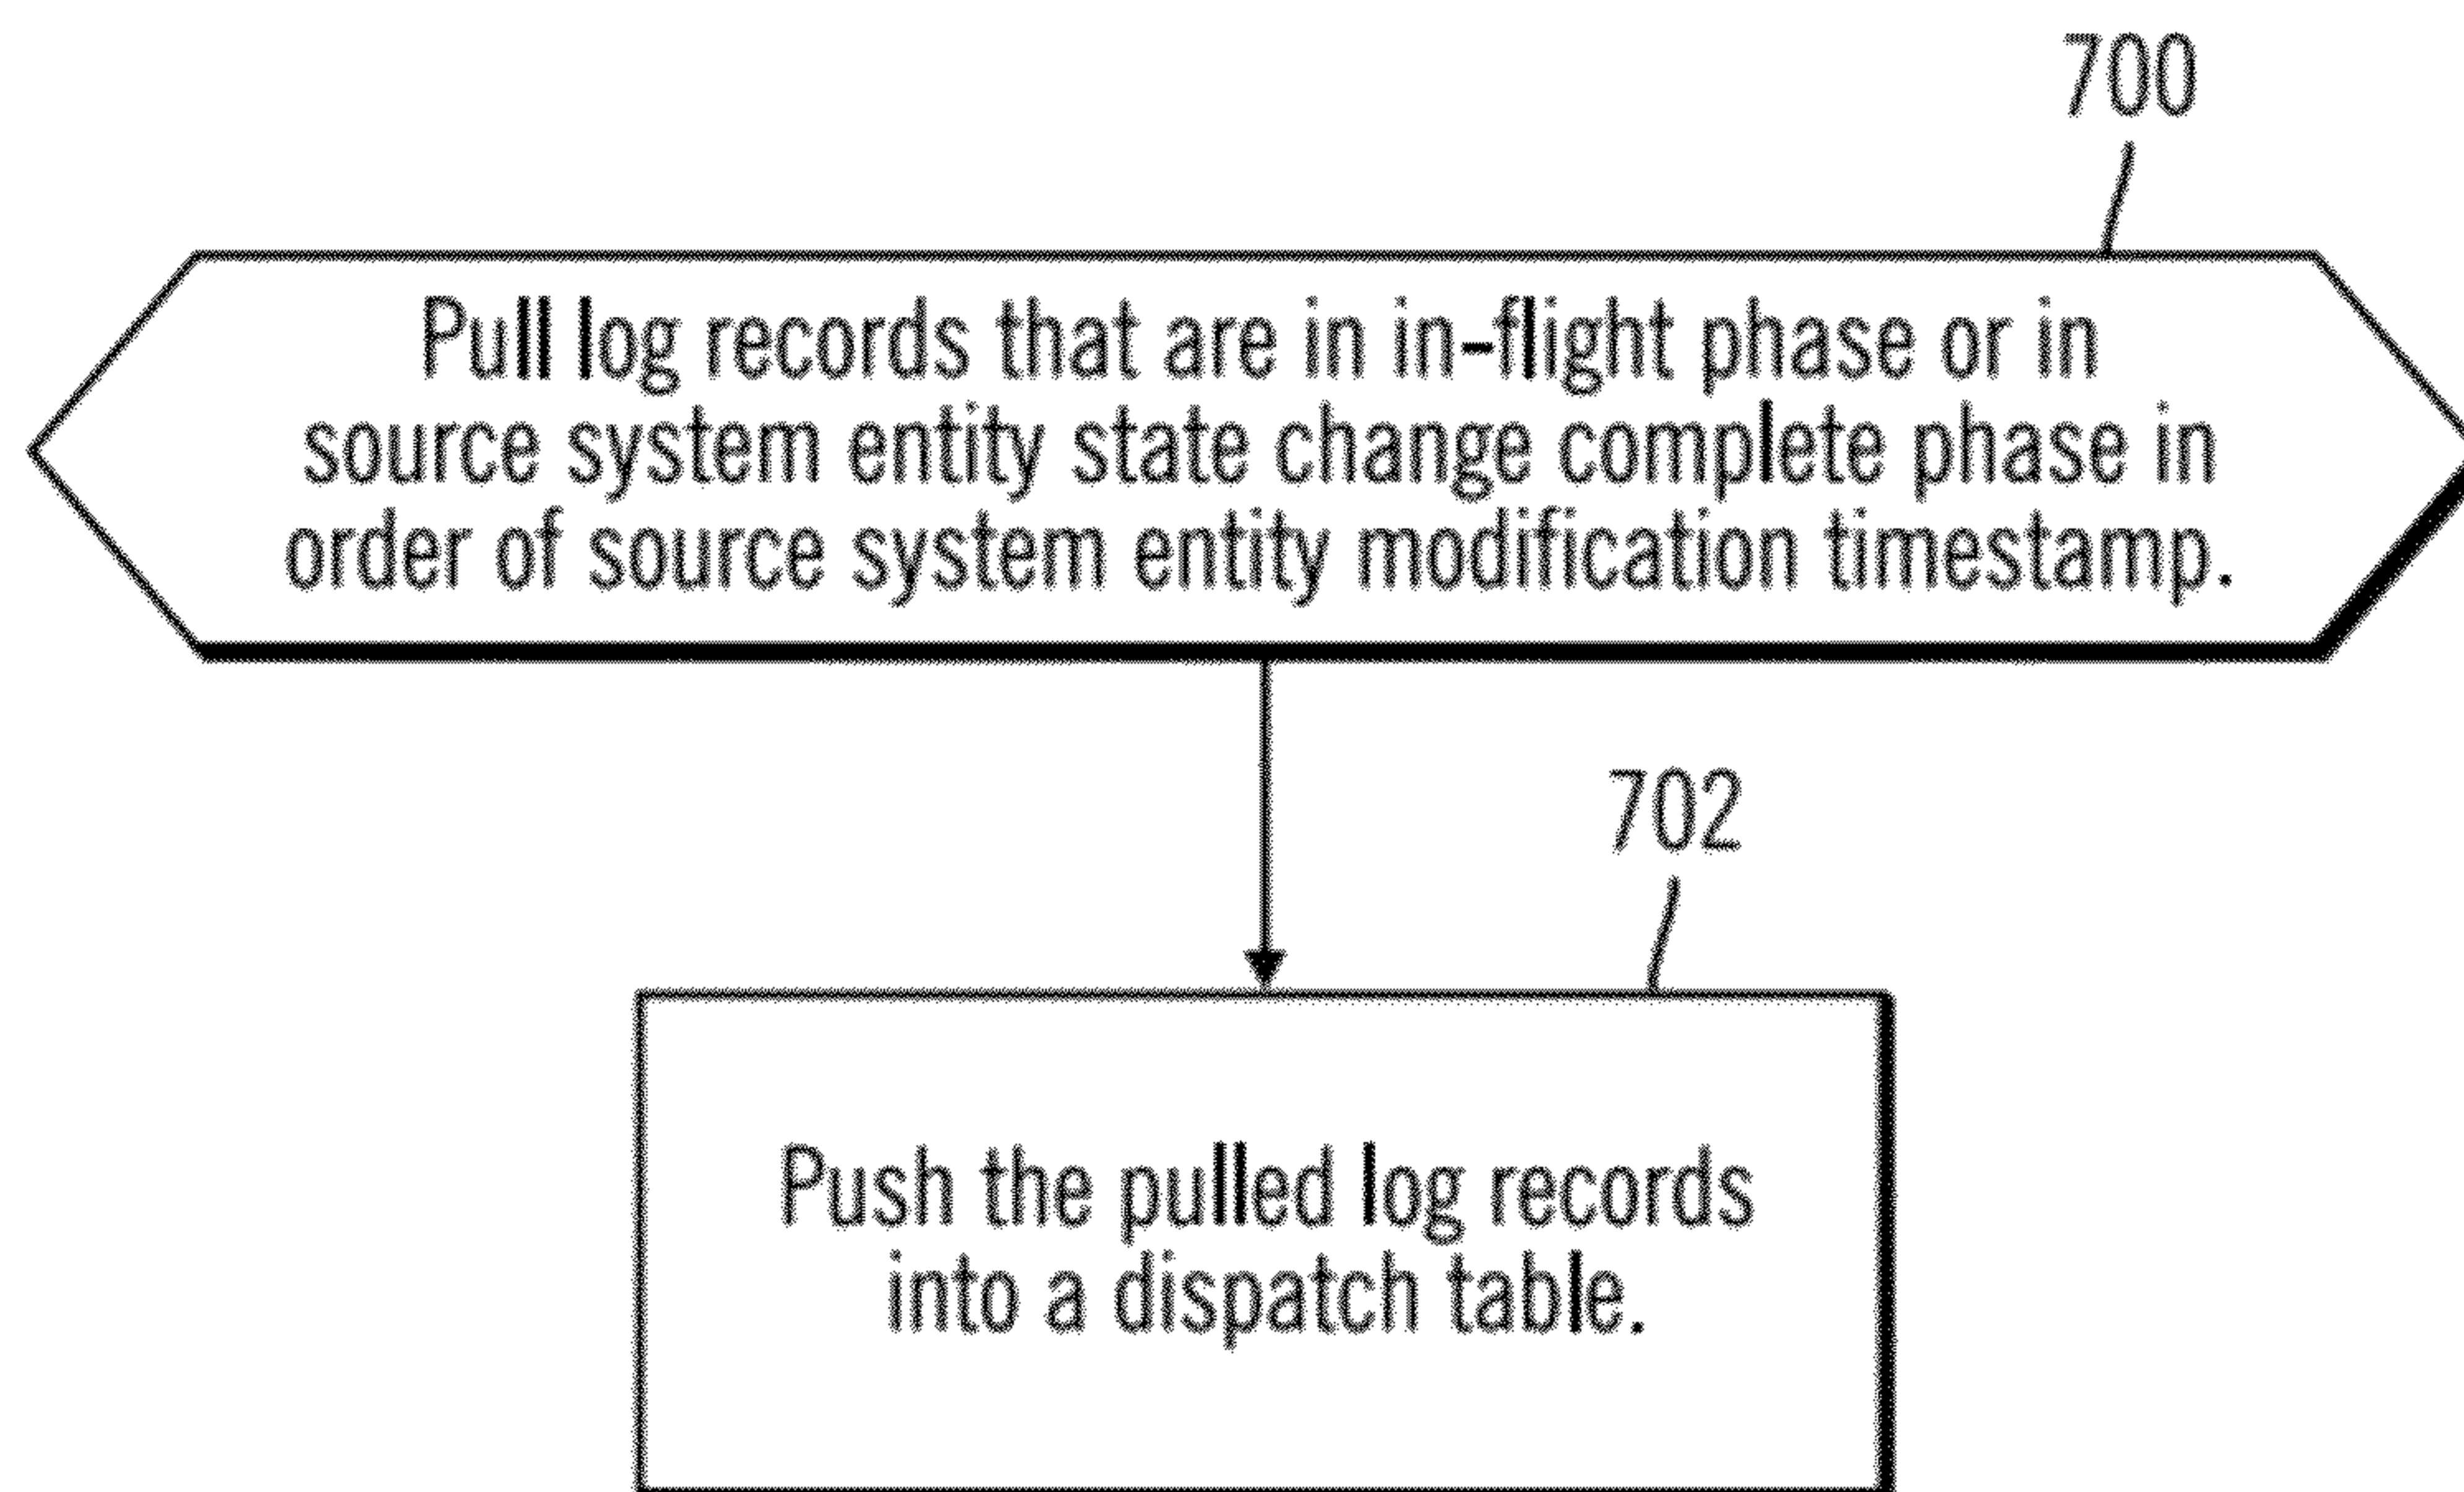 700
Pull log records that are in in-flight phase or in
source system entity state change complete phase in
order of source system entity modification timestamp.
702
Push the pulled log records
into a dispatch table.